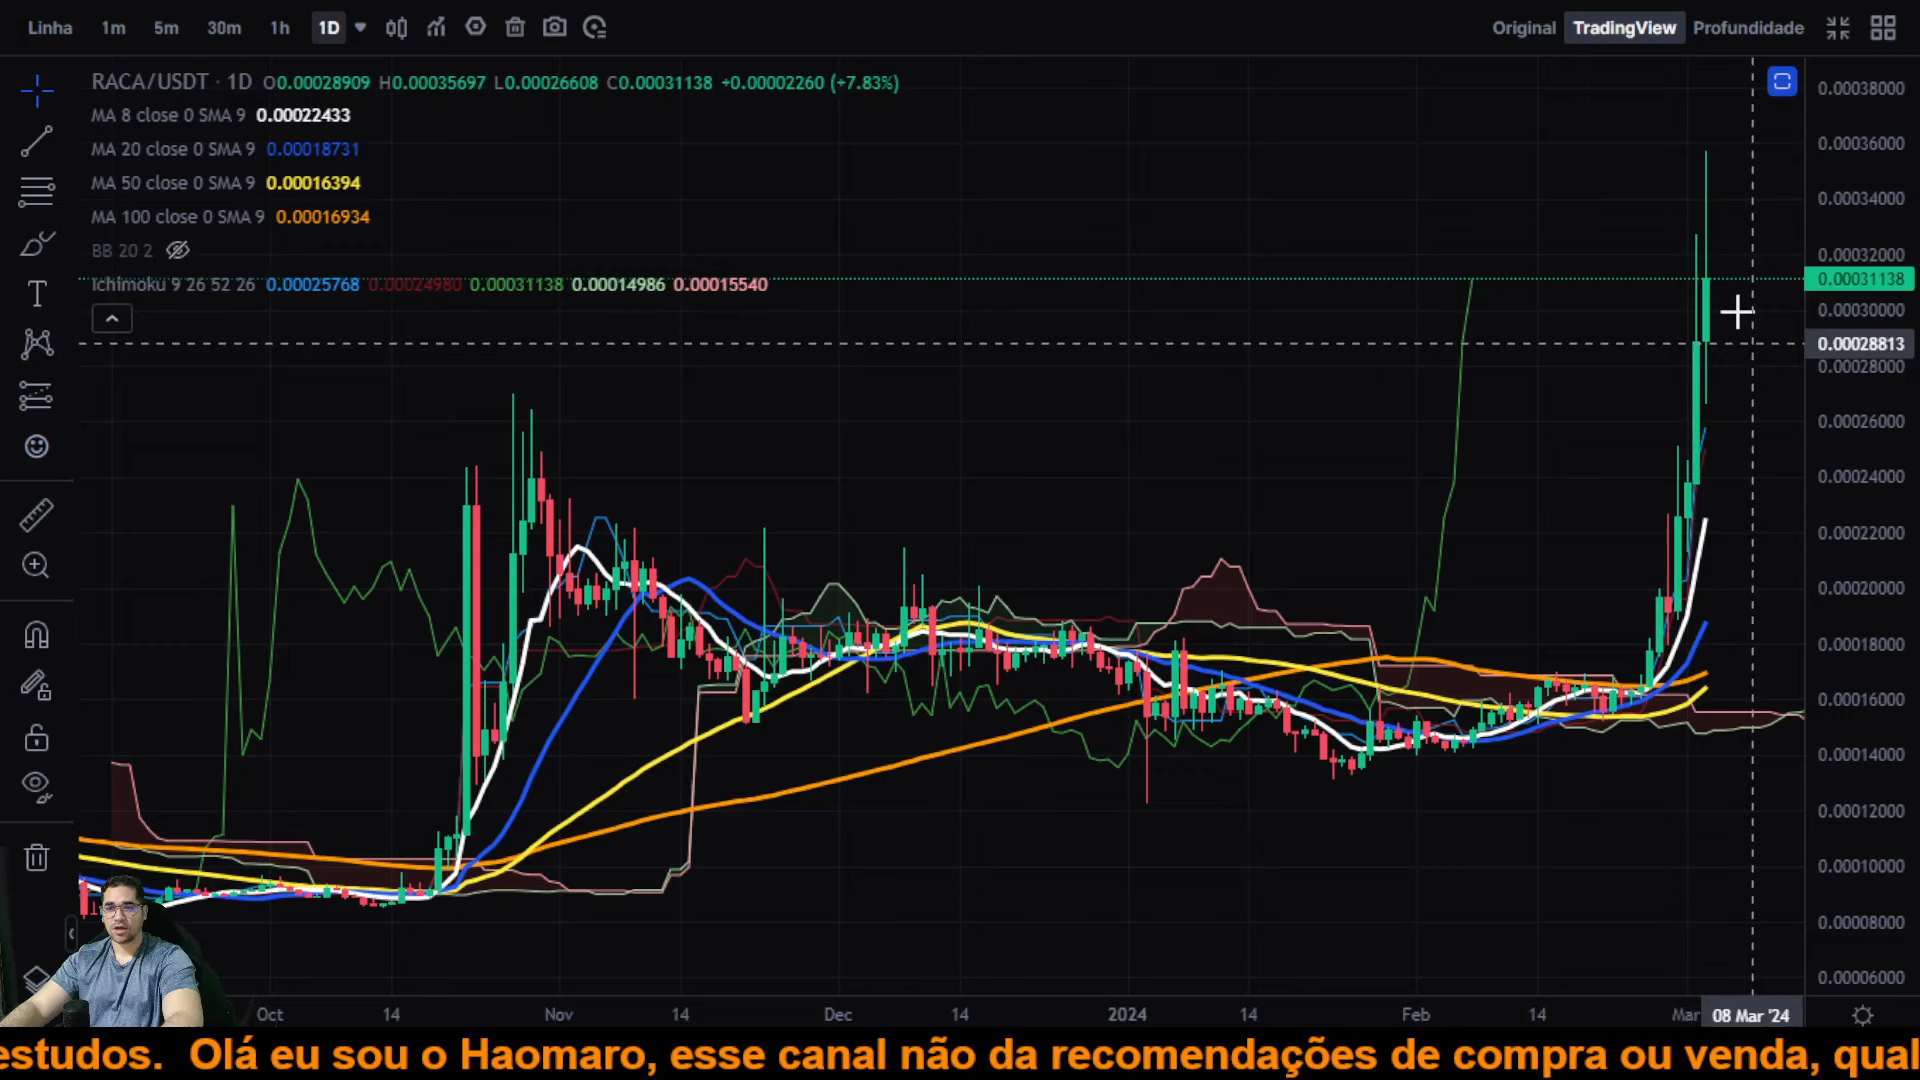 Linha 1m 5m 30m 1h 1D Original TradingView Profundidade
RACA/USDT · 1D O0.00028909 H0.00035697 L0.00026608 C0.00031138 +0.00002260 (+7.83%)
MA 8 close 0 SMA 9 0.00022433
MA 20 close 0 SMA 9 0.00018731
MA 50 close 0 SMA 9 0.00016394
MA 100 close 0 SMA 9 0.00016934
BB 20 2
Ichimoku 9 26 52 26 0.00025768 0.00024980 0.00031138 0.00014986 0.00015540
0.00038000
0.00036000
0.00034000
0.00032000
0.00031138
0.00030000
0.00028813
0.00028000
0.00026000
0.00024000
0.00022000
0.00020000
0.00018000
0.00016000
0.00014000
0.00012000
0.00010000
0.00008000
0.00006000
Oct 14 Nov 14 Dec 14 2024 14 Feb 14 Mar 08 Mar '24
estudos. Olá eu sou o Haomaro, esse canal não da recomendações de compra ou venda, qual